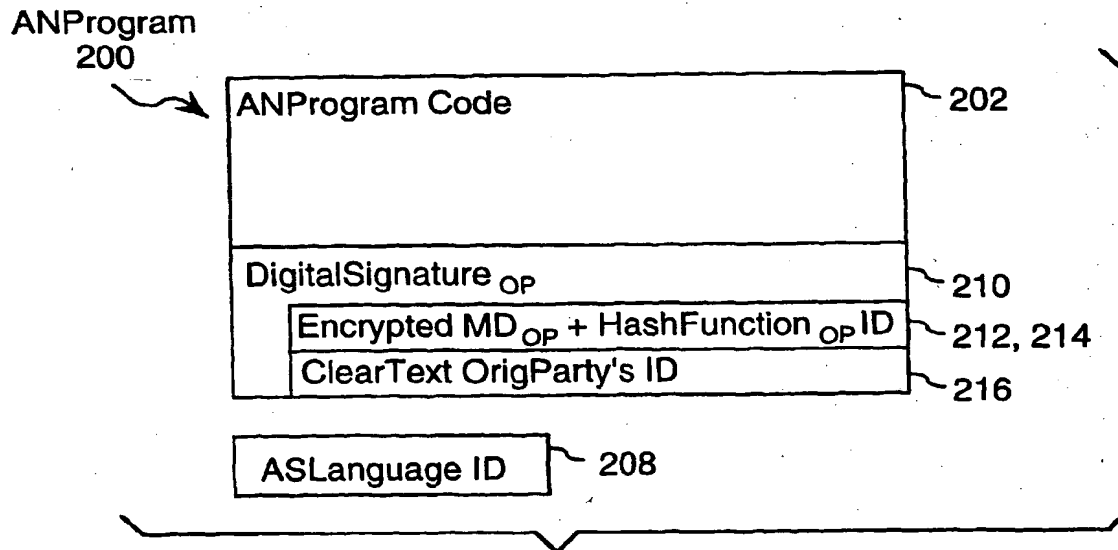 ANProgram
200
ANProgram Code
202
DigitalSignature OP
210
Encrypted MD OP + HashFunction OP ID
212, 214
ClearText OrigParty's ID
216
ASLanguage ID
208